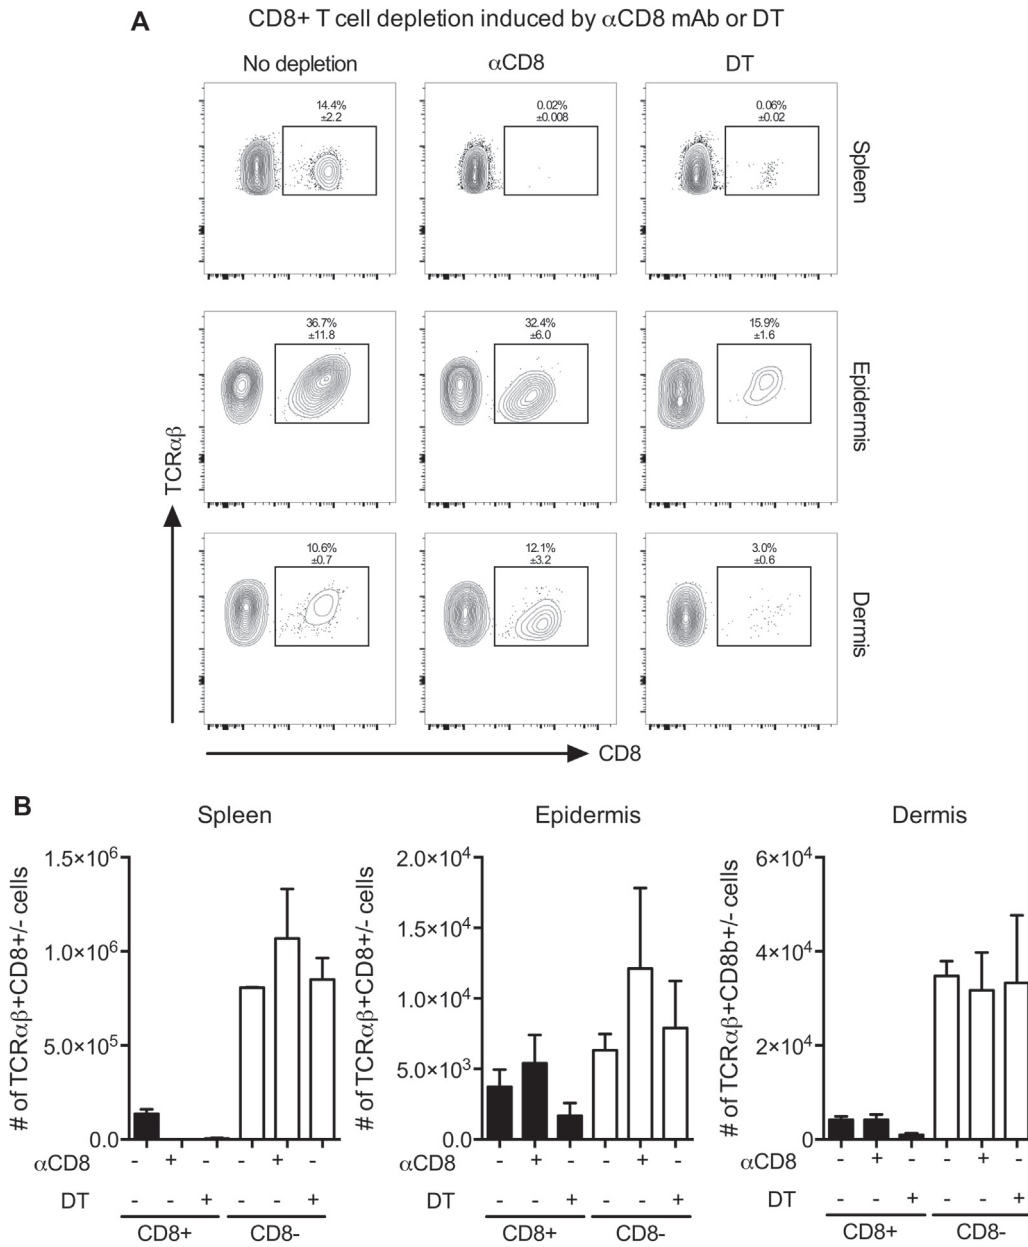 A
CD8+ T cell depletion induced by αCD8 mAb or DT
No depletion
αCD8
DT
14.4%
±2.2
0.02%
±0.008
0.06%
±0.02
Spleen
36.7%
±11.8
32.4%
±6.0
15.9%
±1.6
Epidermis
10.6%
±0.7
12.1%
±3.2
3.0%
±0.6
Dermis
TCRαβ
CD8
B
Spleen
# of TCRαβ+CD8+/- cells
1.5×10⁶
1.0×10⁶
5.0×10⁵
0.0
αCD8 - + - - + -
DT - - + - - +
CD8+ CD8-
Epidermis
# of TCRαβ+CD8+/- cells
2.0×10⁴
1.5×10⁴
1.0×10⁴
5.0×10³
0.0
αCD8 - + - - + -
DT - - + - - +
CD8+ CD8-
Dermis
# of TCRαβ+CD8b+/- cells
6×10⁴
4×10⁴
2×10⁴
0
αCD8 - + - - + -
DT - - + - - +
CD8+ CD8-